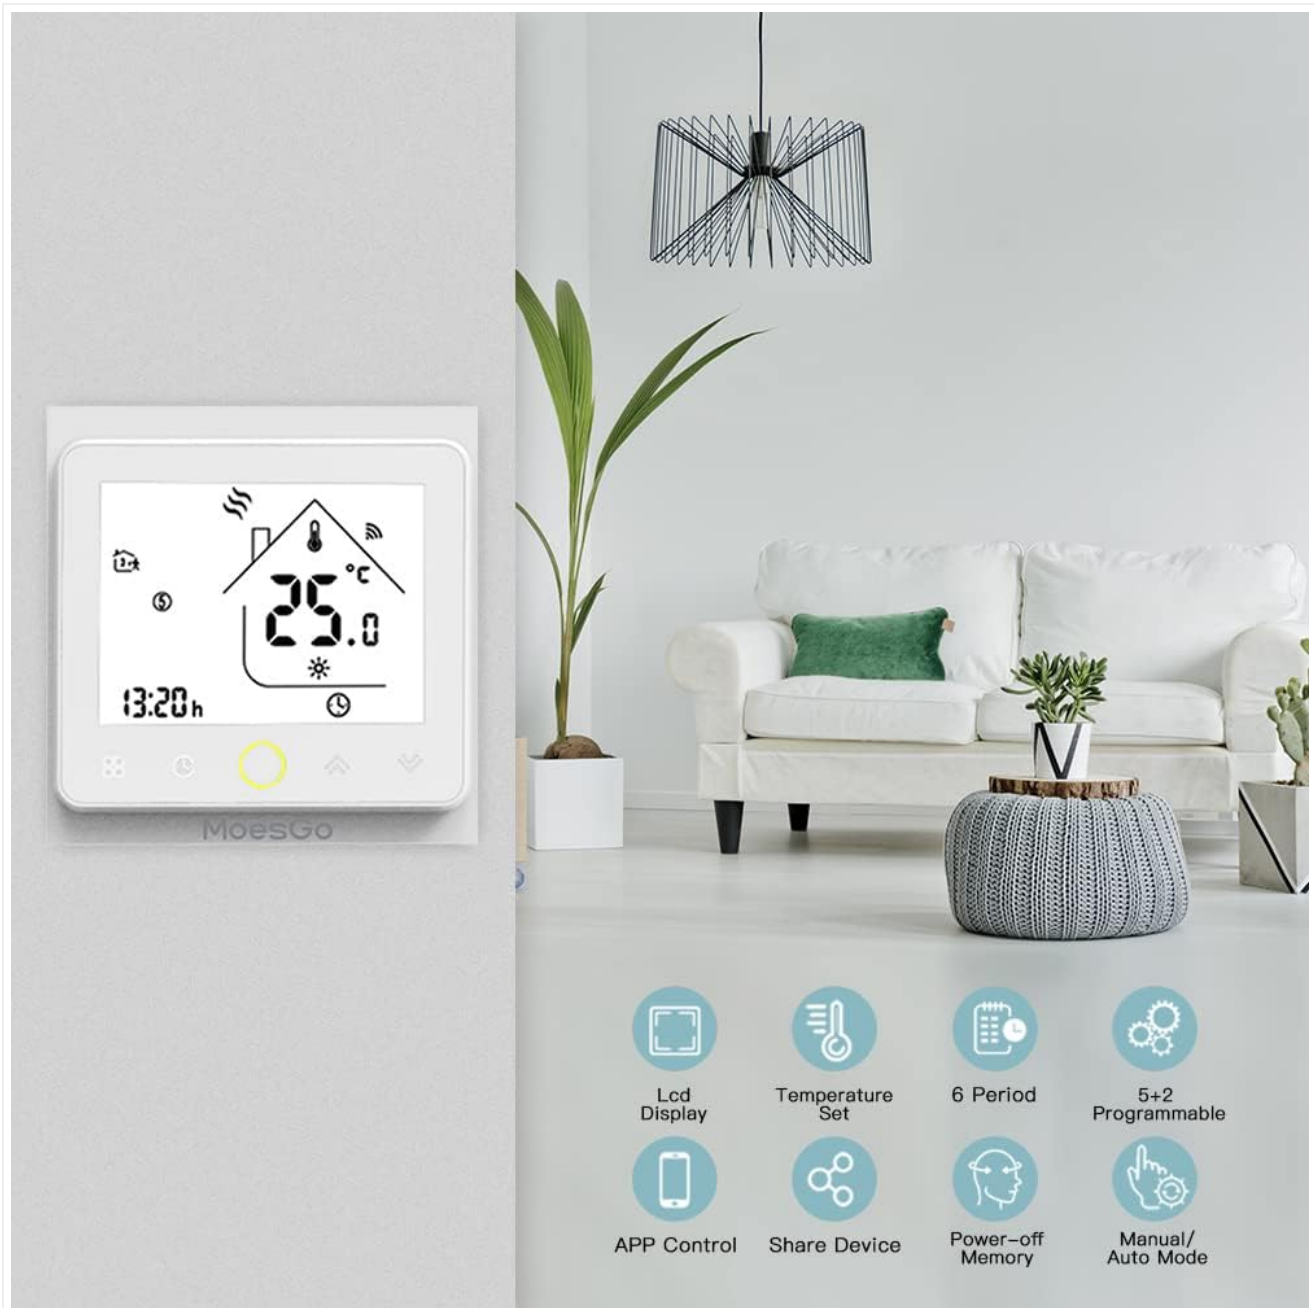 25.0 °C
5
13:20h
MoesGo
Lcd
Display
Temperature
Set
6 Period
5+2
Programmable
APP Control
Share Device
Power-off
Memory
Manual/
Auto Mode